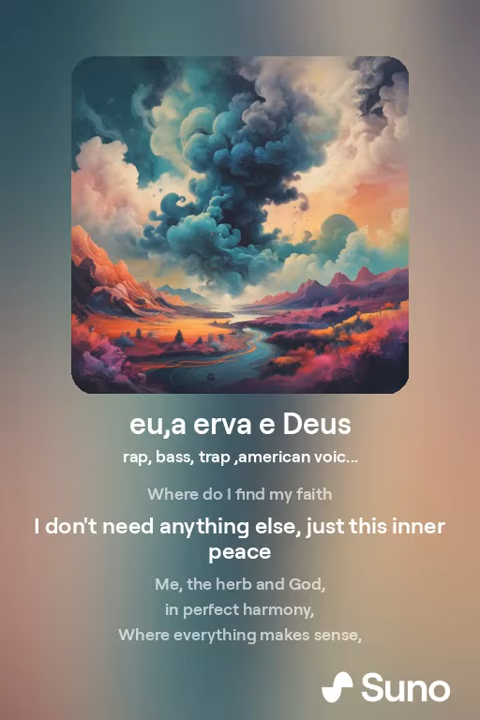 eu,a erva e Deus
rap, bass, trap ,american voic...
Where do I find my faith
I don't need anything else, just this inner
peace
Me, the herb and God,
in perfect harmony,
Where everything makes sense,
Suno